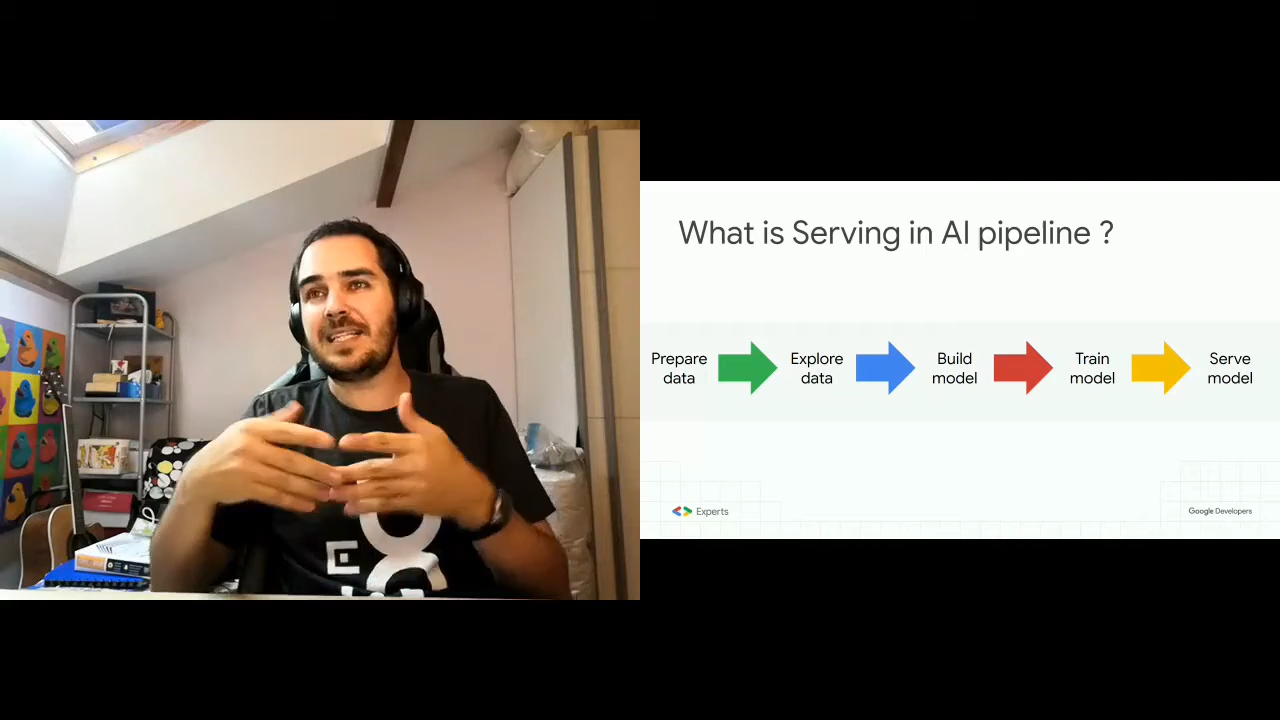 What is Serving in AI pipeline ?
Prepare
data
Explore
data
Build
model
Train
model
Serve
model
Experts
Google Developers